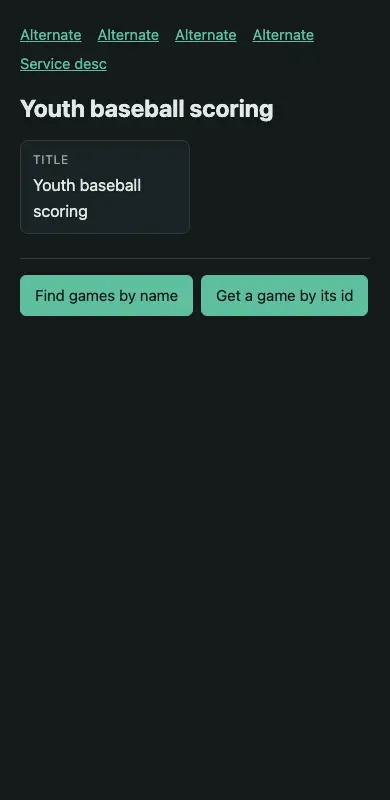 Alternate Alternate Alternate Alternate
Service desc
Youth baseball scoring
TITLE
Youth baseball
scoring
Find games by name Get a game by its id